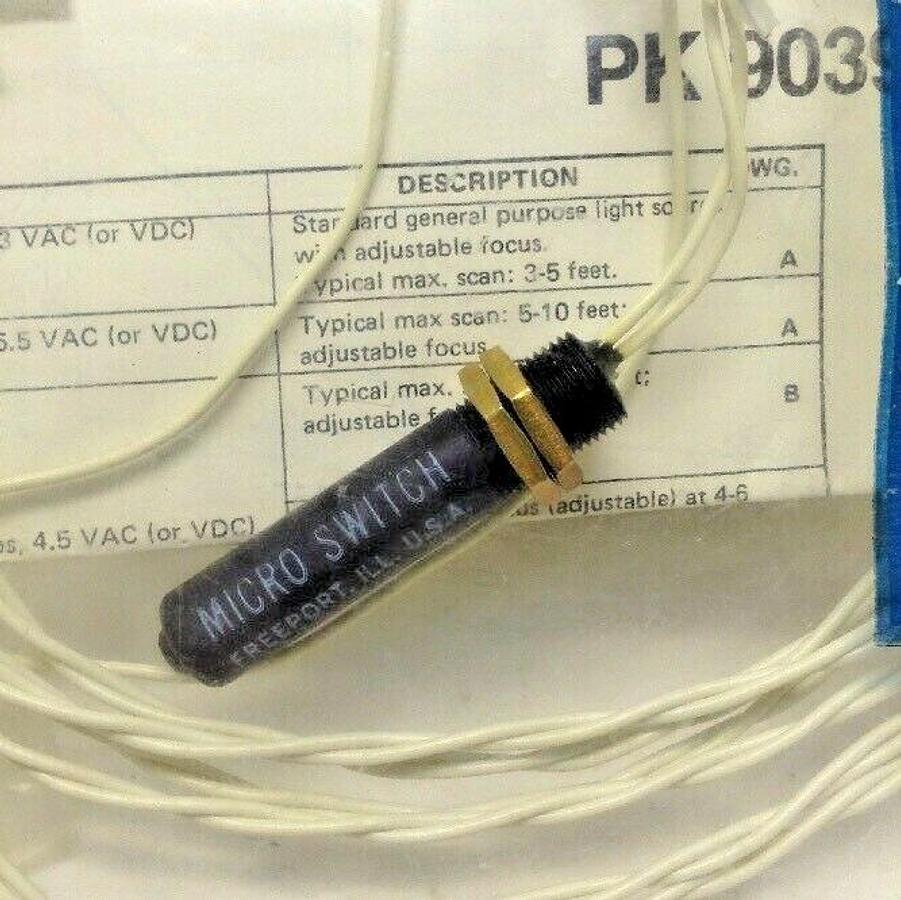 PK 9039
DESCRIPTION
WG.
3 VAC (or VDC)
Standard general purpose light source
with adjustable focus.
Typical max. scan: 3-5 feet.
A
5.5 VAC (or VDC)
Typical max scan: 5-10 feet;
adjustable focus
A
Typical max.
adjustable f
B
(adjustable) at 4-6
4.5 VAC (or VDC)
MICRO SWITCH
FREEPORT, ILL. U.S.A.